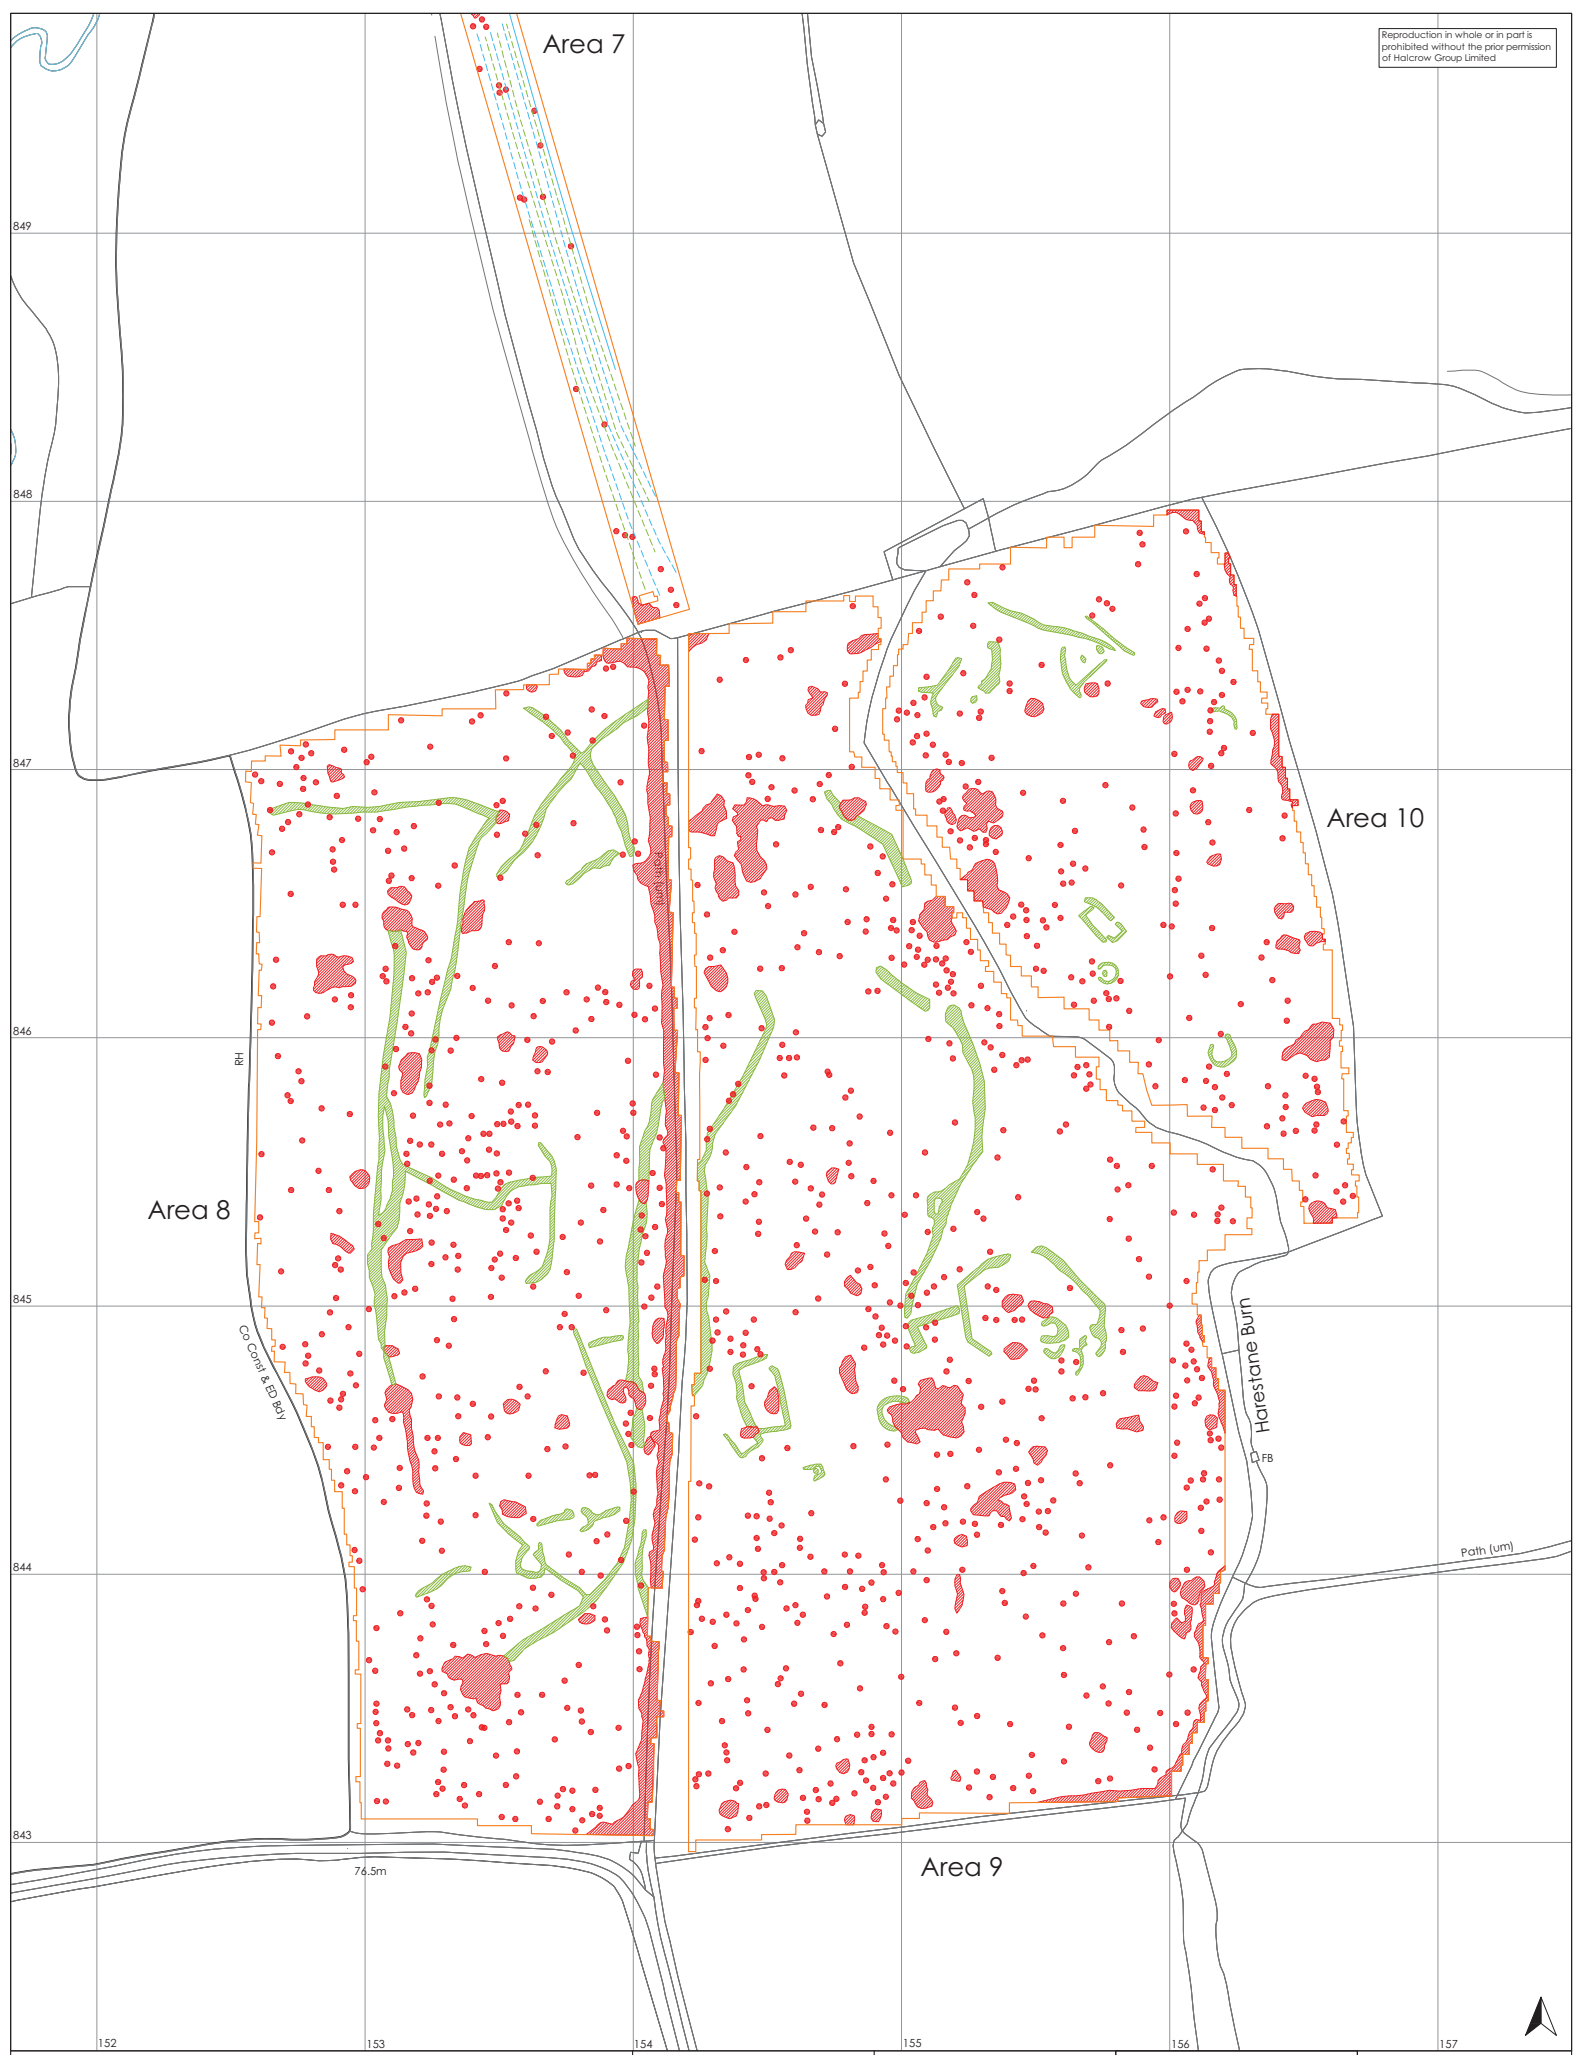 Area 7
Reproduction in whole or in part is
prohibited without the prior permission
of Halcrow Group Limited
849
848
847
Area 10
Path (um)
846
RH
Area 8
845
Harestane Burn
Co Const & ED Bdy
FB
Path (um)
844
843
Area 9
76.5m
152
153
154
155
156
157